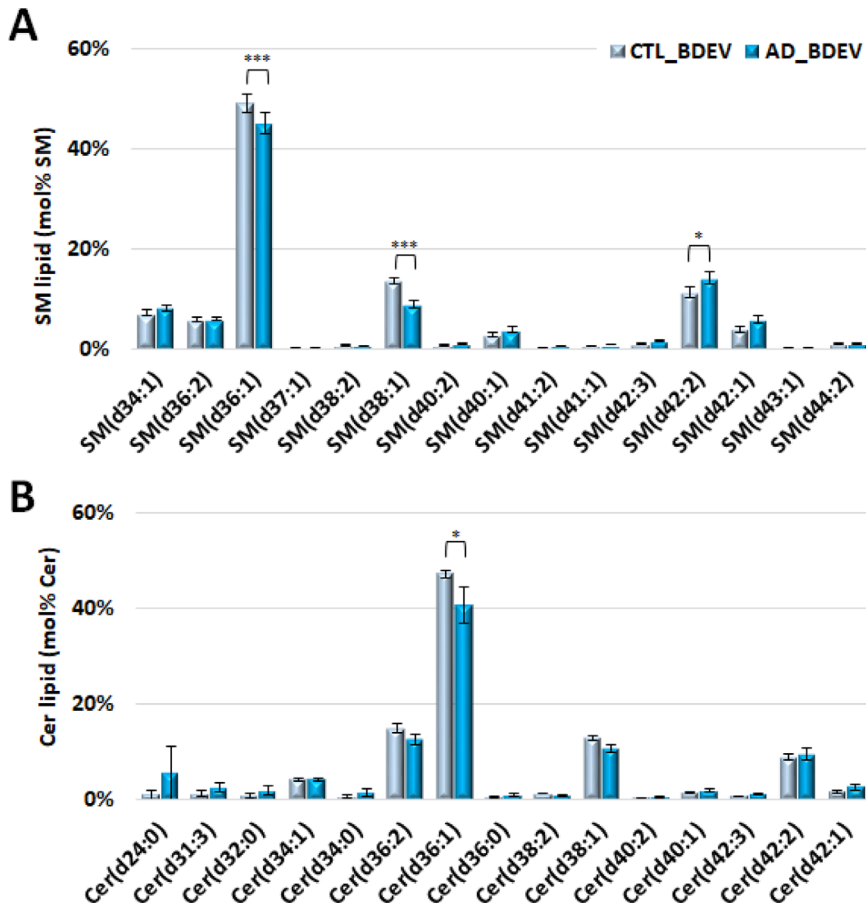 A
60%
CTL_BDEV AD_BDEV
***
40%
SM lipid (mol% SM)
20%
***
*
0%
SM(d34:1)
SM(d36:2)
SM(d36:1)
SM(d37:1)
SM(d38:2)
SM(d38:1)
SM(d40:2)
SM(d40:1)
SM(d41:2)
SM(d41:1)
SM(d42:3)
SM(d42:2)
SM(d42:1)
SM(d43:1)
SM(d44:2)
B
60%
*
40%
Cer lipid (mol% Cer)
20%
0%
Cer(d24:0)
Cer(d31:3)
Cer(d32:0)
Cer(d34:1)
Cer(d34:0)
Cer(d36:2)
Cer(d36:1)
Cer(d36:0)
Cer(d38:2)
Cer(d38:1)
Cer(d40:2)
Cer(d40:1)
Cer(d42:3)
Cer(d42:2)
Cer(d42:1)